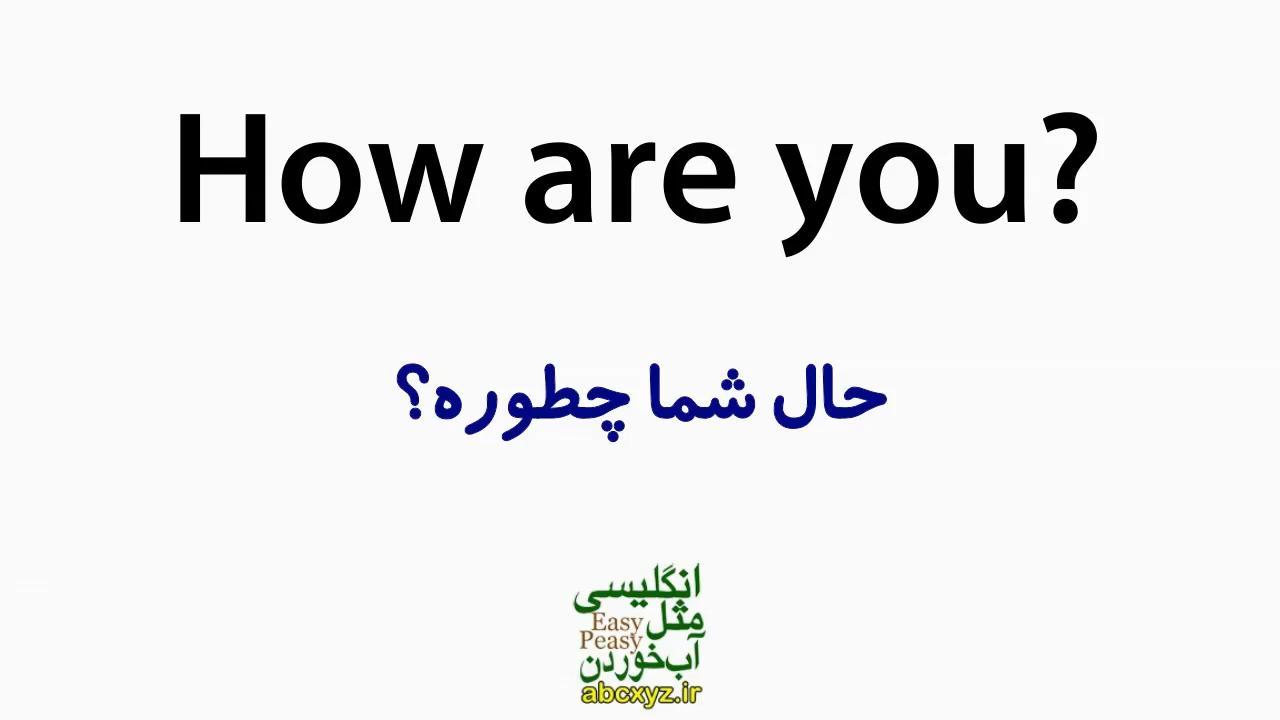 How are you?
حال شما چطوره؟
انگلیسی
مثل Easy
Peasy
آب‌خوردن
abcxyz.ir